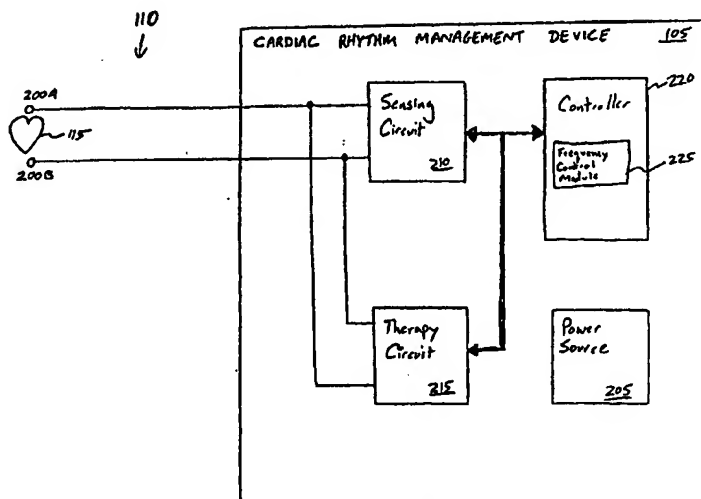 110
CARDIAC RHYTHM MANAGEMENT DEVICE 105
200A
115
200B
Sensing
Circuit
210
Controller
220
Frequency
Control
Module
225
Therapy
Circuit
215
Power
Source
205